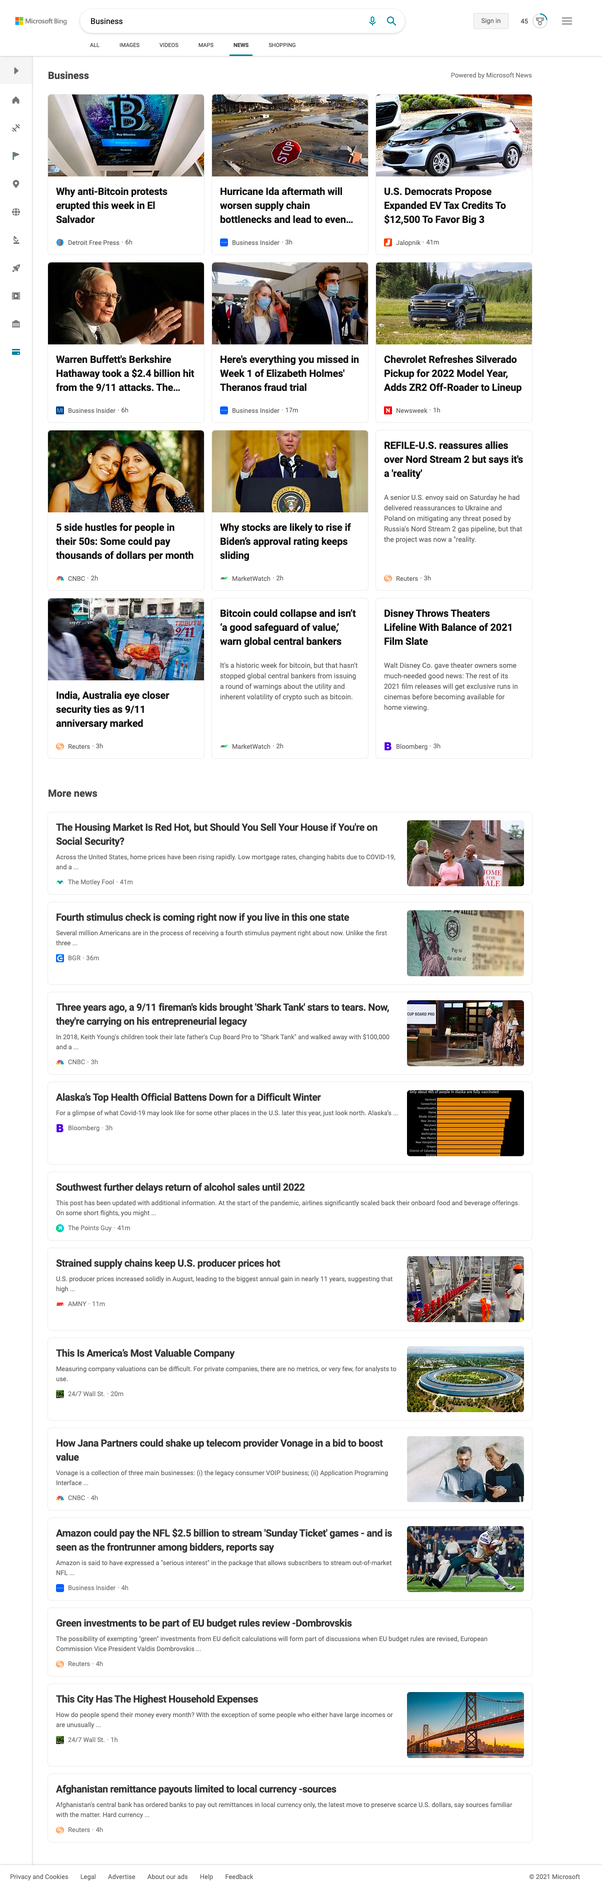 Microsoft Bing
Business
Sign in
45
ALL IMAGES VIDEOS MAPS NEWS SHOPPING
Business
Powered by Microsoft News
Why anti-Bitcoin protests
erupted this week in El
Salvador
Detroit Free Press · 6h
STOP
Hurricane Ida aftermath will
worsen supply chain
bottlenecks and lead to even...
Business Insider · 3h
U.S. Democrats Propose
Expanded EV Tax Credits To
$12,500 To Favor Big 3
Jalopnik · 41m
Warren Buffett's Berkshire
Hathaway took a $2.4 billion hit
from the 9/11 attacks. The...
Business Insider · 6h
Here's everything you missed in
Week 1 of Elizabeth Holmes'
Theranos fraud trial
Business Insider · 17m
Chevrolet Refreshes Silverado
Pickup for 2022 Model Year,
Adds ZR2 Off-Roader to Lineup
Newsweek · 1h
5 side hustles for people in
their 50s: Some could pay
thousands of dollars per month
CNBC · 2h
Why stocks are likely to rise if
Biden's approval rating keeps
sliding
MarketWatch · 2h
REFILE-U.S. reassures allies
over Nord Stream 2 but says it's
a 'reality'
A senior U.S. envoy said on Saturday he had
delivered reassurances to Ukraine and
Poland on mitigating any threat posed by
Russia's Nord Stream 2 gas pipeline, but that
the project was now a "reality.
Reuters · 3h
9/11
India, Australia eye closer
security ties as 9/11
anniversary marked
Reuters · 3h
Bitcoin could collapse and isn't
'a good safeguard of value,'
warn global central bankers
It's a historic week for bitcoin, but that hasn't
stopped global central bankers from issuing
a round of warnings about the utility and
inherent volatility of crypto such as bitcoin.
MarketWatch · 2h
Disney Throws Theaters
Lifeline With Balance of 2021
Film Slate
Walt Disney Co. gave theater owners some
much-needed good news: The rest of its
2021 film releases will get exclusive runs in
cinemas before becoming available for
home viewing.
Bloomberg · 3h
More news
The Housing Market Is Red Hot, but Should You Sell Your House if You're on
Social Security?
Across the United States, home prices have been rising rapidly. Low mortgage rates, changing habits due to COVID-19,
and a ...
The Motley Fool · 41m
HOME
FOR
SALE
Fourth stimulus check is coming right now if you live in this one state
Several million Americans are in the process of receiving a fourth stimulus payment right about now. Unlike the first
three ...
BGR · 36m
Pay to
the order of
Three years ago, a 9/11 fireman's kids brought 'Shark Tank' stars to tears. Now,
they're carrying on his entrepreneurial legacy
In 2018, Keith Young's children took their late father's Cup Board Pro to "Shark Tank" and walked away with $100,000
and a ...
CNBC · 3h
CUP BOARD PRO
Alaska's Top Health Official Battens Down for a Difficult Winter
For a glimpse of what Covid-19 may look like for some other places in the U.S. later this year, just look north. Alaska's ...
Bloomberg · 3h
Southwest further delays return of alcohol sales until 2022
This post has been updated with additional information. At the start of the pandemic, airlines significantly scaled back their onboard food and beverage offerings.
On some short flights, you might ...
The Points Guy · 41m
Strained supply chains keep U.S. producer prices hot
U.S. producer prices increased solidly in August, leading to the biggest annual gain in nearly 11 years, suggesting that
high ...
AMNY · 11m
This Is America's Most Valuable Company
Measuring company valuations can be difficult. For private companies, there are no metrics, or very few, for analysts to
use.
24/7 Wall St. · 20m
How Jana Partners could shake up telecom provider Vonage in a bid to boost
value
Vonage is a collection of three main businesses: (i) the legacy consumer VOIP business; (ii) Application Programing
Interface ...
CNBC · 4h
Amazon could pay the NFL $2.5 billion to stream 'Sunday Ticket' games - and is
seen as the frontrunner among bidders, reports say
Amazon is said to have expressed a "serious interest" in the package that allows subscribers to stream out-of-market
NFL ...
Business Insider · 4h
Green investments to be part of EU budget rules review -Dombrovskis
The possibility of exempting "green" investments from EU deficit calculations will form part of discussions when EU budget rules are revised, European
Commission Vice President Valdis Dombrovskis ...
Reuters · 4h
This City Has The Highest Household Expenses
How do people spend their money every month? With the exception of some people who either have large incomes or
are unusually ...
24/7 Wall St. · 1h
Afghanistan remittance payouts limited to local currency -sources
Afghanistan's central bank has ordered banks to pay out remittances in local currency only, the latest move to preserve scarce U.S. dollars, say sources familiar
with the matter. Hard currency ...
Reuters · 4h
Privacy and Cookies Legal Advertise About our ads Help Feedback
© 2021 Microsoft